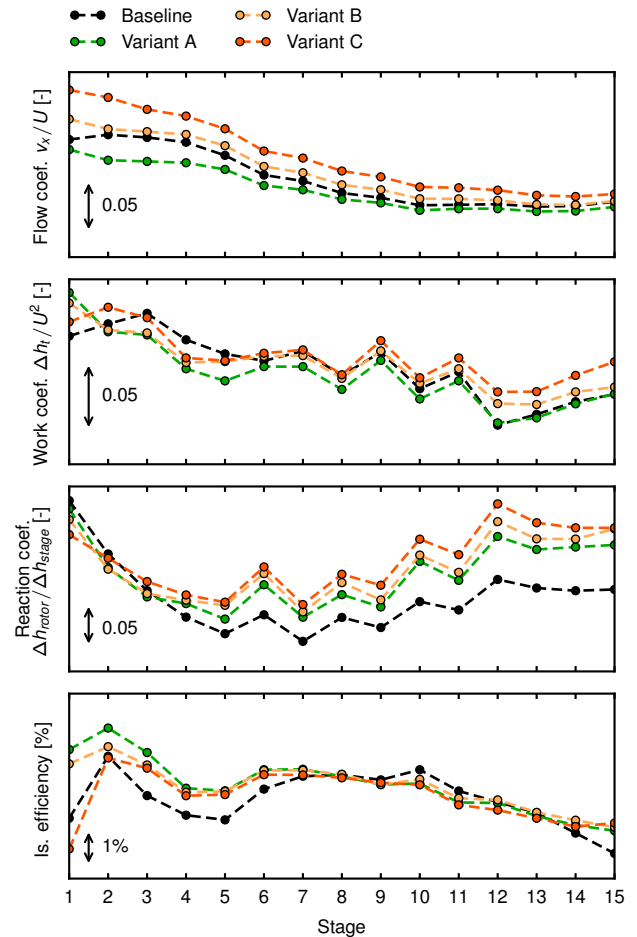 Baseline
Variant A
Variant B
Variant C
Flow coef. v_x / U [-]
0.05
Work coef. Δh_t / U^2
0.05
Reaction coef.
Δh_rotor / Δh_stage [-]
0.05
Is. efficiency [%]
1%
1 2 3 4 5 6 7 8 9 10 11 12 13 14 15
Stage